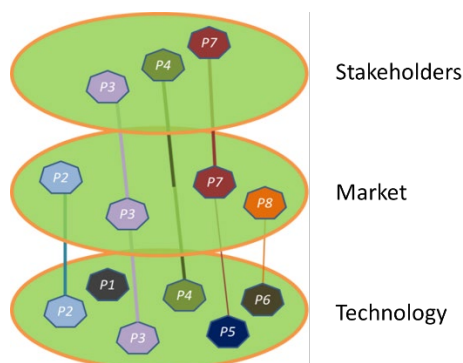 P7
P4
P3
Stakeholders
P2
P7
P8
P3
Market
P1
P2
P4
P6
P5
P3
Technology